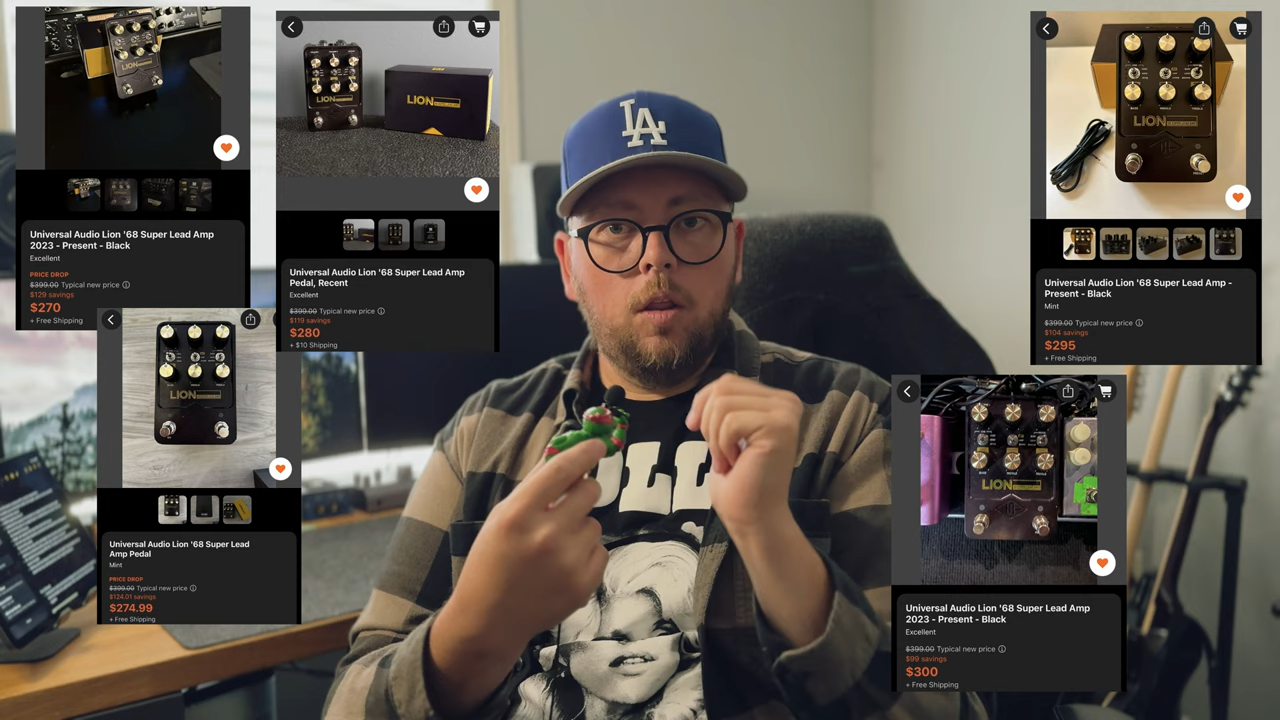 LION
Universal Audio Lion '68 Super Lead Amp
2023 - Present - Black
Excellent
PRICE DROP
$399.00 Typical new price
$129 savings
$270
+ Free Shipping
LION
LION
Universal Audio Lion '68 Super Lead Amp
Pedal, Recent
Excellent
$399.00 Typical new price
$119 savings
$280
+ $10 Shipping
LION
Universal Audio Lion '68 Super Lead
Amp Pedal
Mint
PRICE DROP
$399.00 Typical new price
$124.01 savings
$274.99
+ Free Shipping
LA
LION
Universal Audio Lion '68 Super Lead Amp -
Present - Black
Mint
$399.00 Typical new price
$104 savings
$295
+ Free Shipping
LION
Universal Audio Lion '68 Super Lead Amp
2023 - Present - Black
Excellent
$399.00 Typical new price
$99 savings
$300
+ Free Shipping